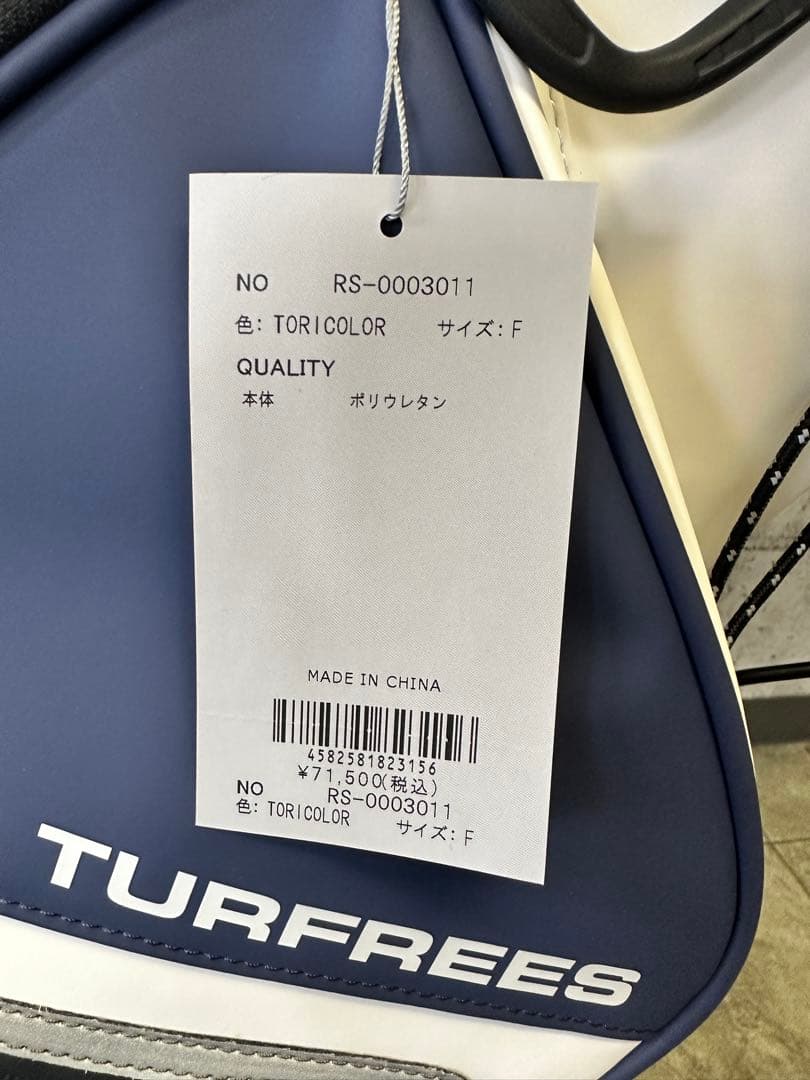 NO RS-0003011
色: TORICOLOR サイズ: F
QUALITY
本体 ポリウレタン
MADE IN CHINA
4582581823156
¥71,500(税込)
NO RS-0003011
色: TORICOLOR サイズ: F
TURFREES